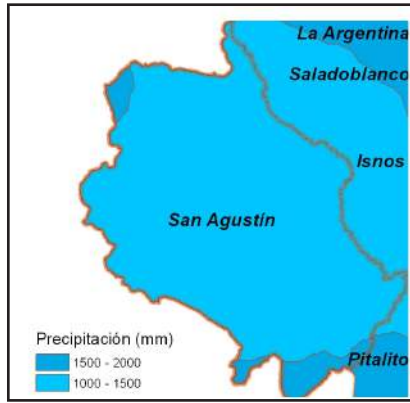 La Argentina
Saladoblanco
Isnos
San Agustín
Precipitación (mm)
1500 - 2000
1000 - 1500
Pitalito